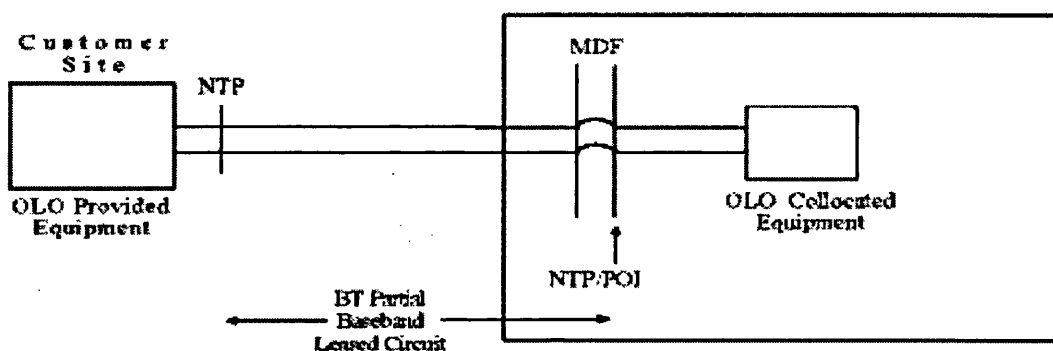 Customer
Site
NTP
MDF
OLO Provided
Equipment
OLO Collocated
Equipment
NTP/POI
BT Partial
Baseband
Leased Circuit